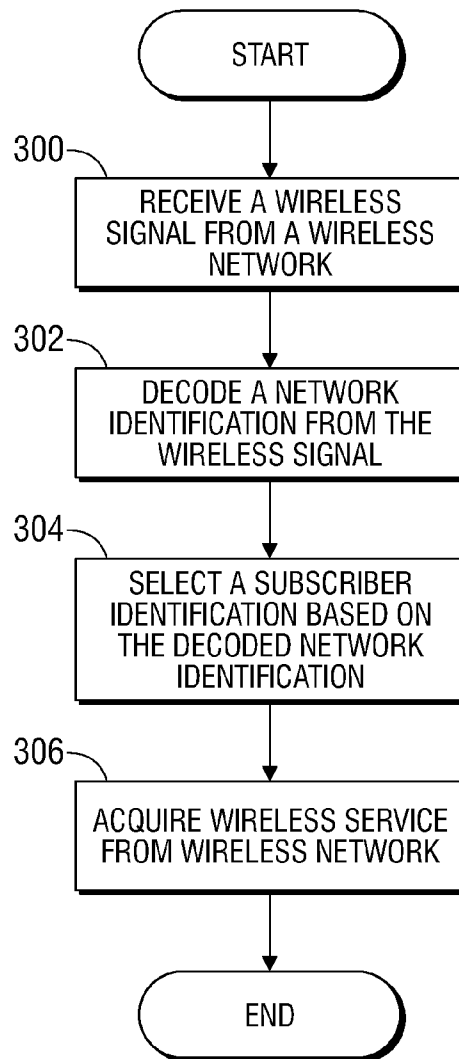 START
300
RECEIVE A WIRELESS
SIGNAL FROM A WIRELESS
NETWORK
302
DECODE A NETWORK
IDENTIFICATION FROM THE
WIRELESS SIGNAL
304
SELECT A SUBSCRIBER
IDENTIFICATION BASED ON
THE DECODED NETWORK
IDENTIFICATION
306
ACQUIRE WIRELESS SERVICE
FROM WIRELESS NETWORK
END